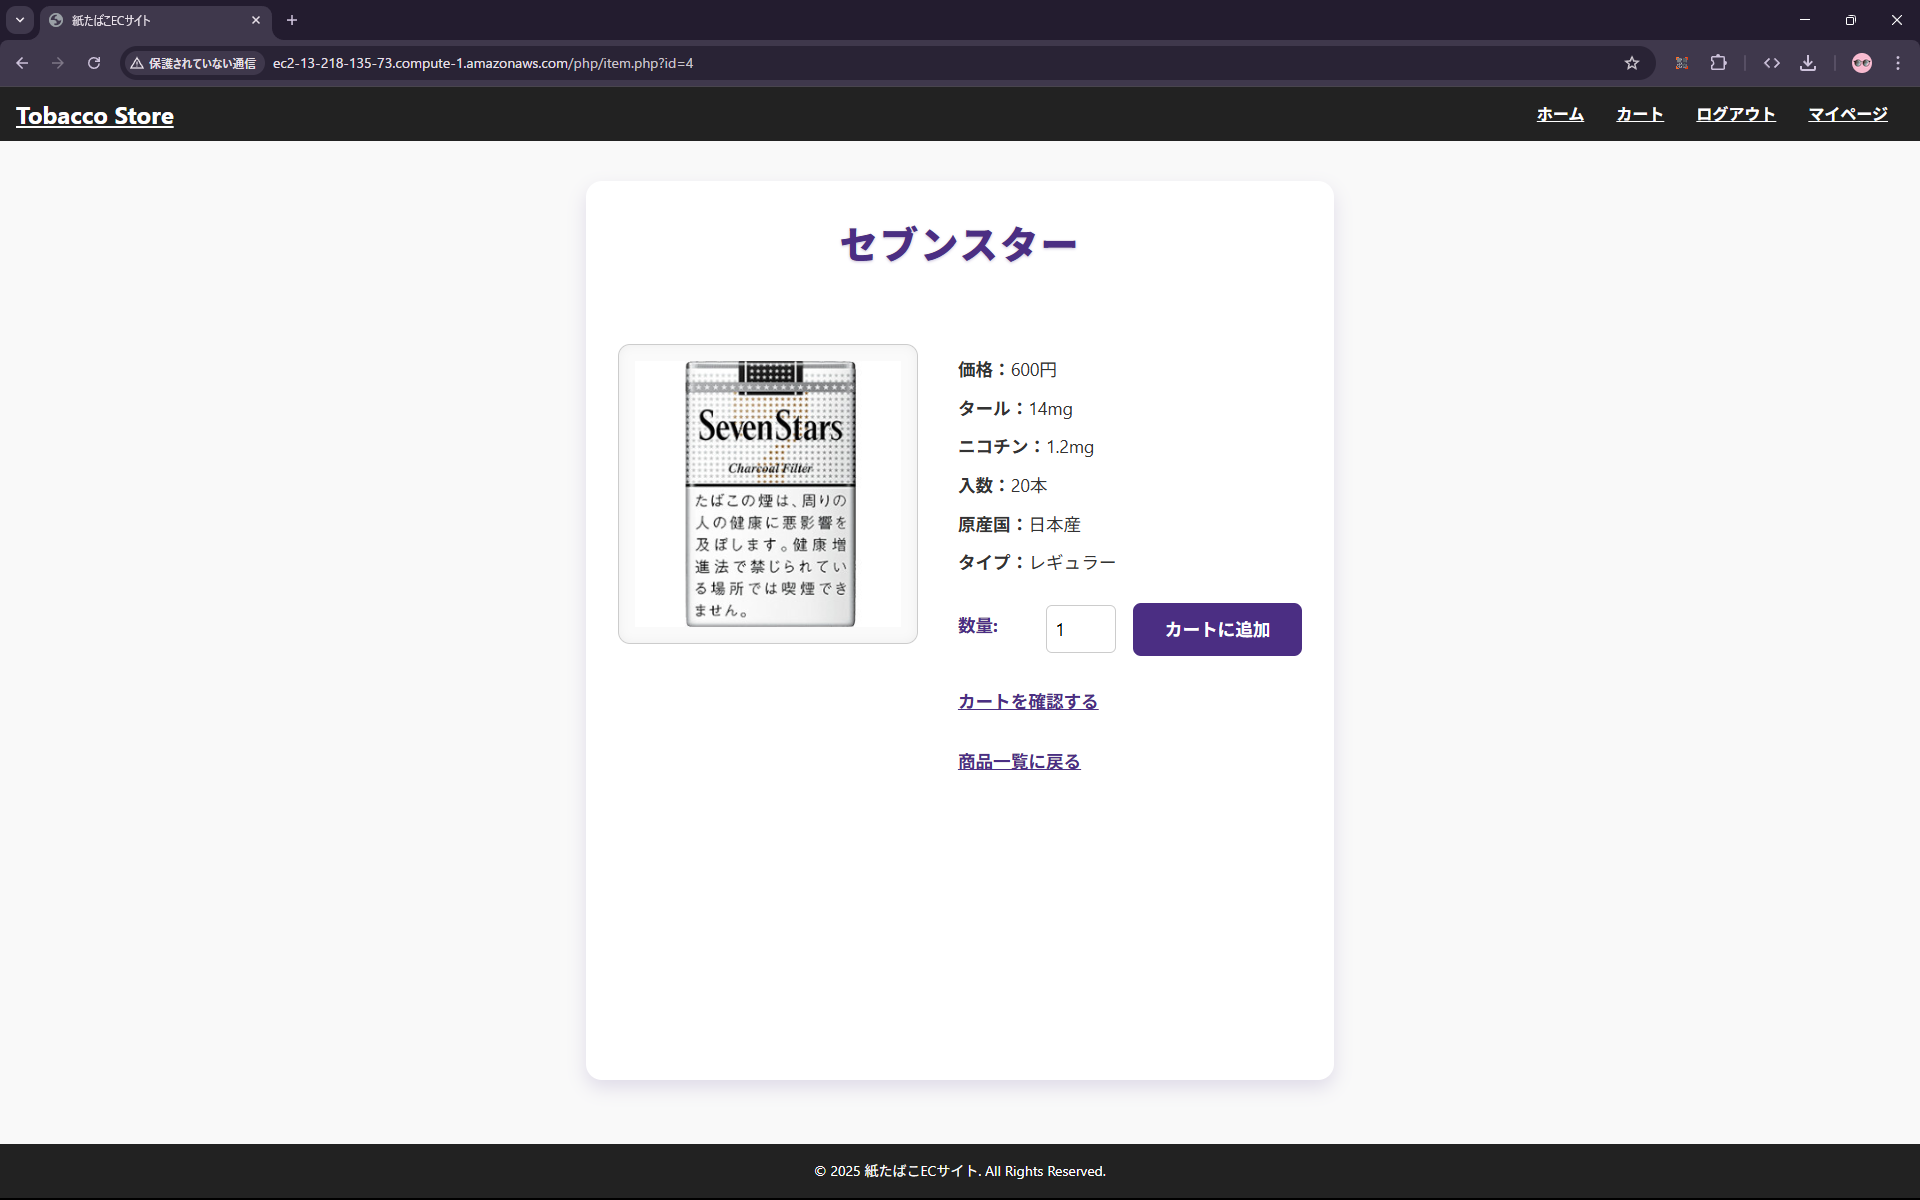 紙たばこECサイト
保護されていない通信 ec2-13-218-135-73.compute-1.amazonaws.com/php/item.php?id=4
Tobacco Store
ホーム カート ログアウト マイページ
セブンスター
SevenStars
Charcoal Filter
たばこの煙は、周りの
人の健康に悪影響を
及ぼします。健康増
進法で禁じられてい
る場所では喫煙でき
ません。
価格：600円
タール：14mg
ニコチン：1.2mg
入数：20本
原産国：日本産
タイプ：レギュラー
数量: 1 カートに追加
カートを確認する
商品一覧に戻る
© 2025 紙たばこECサイト. All Rights Reserved.